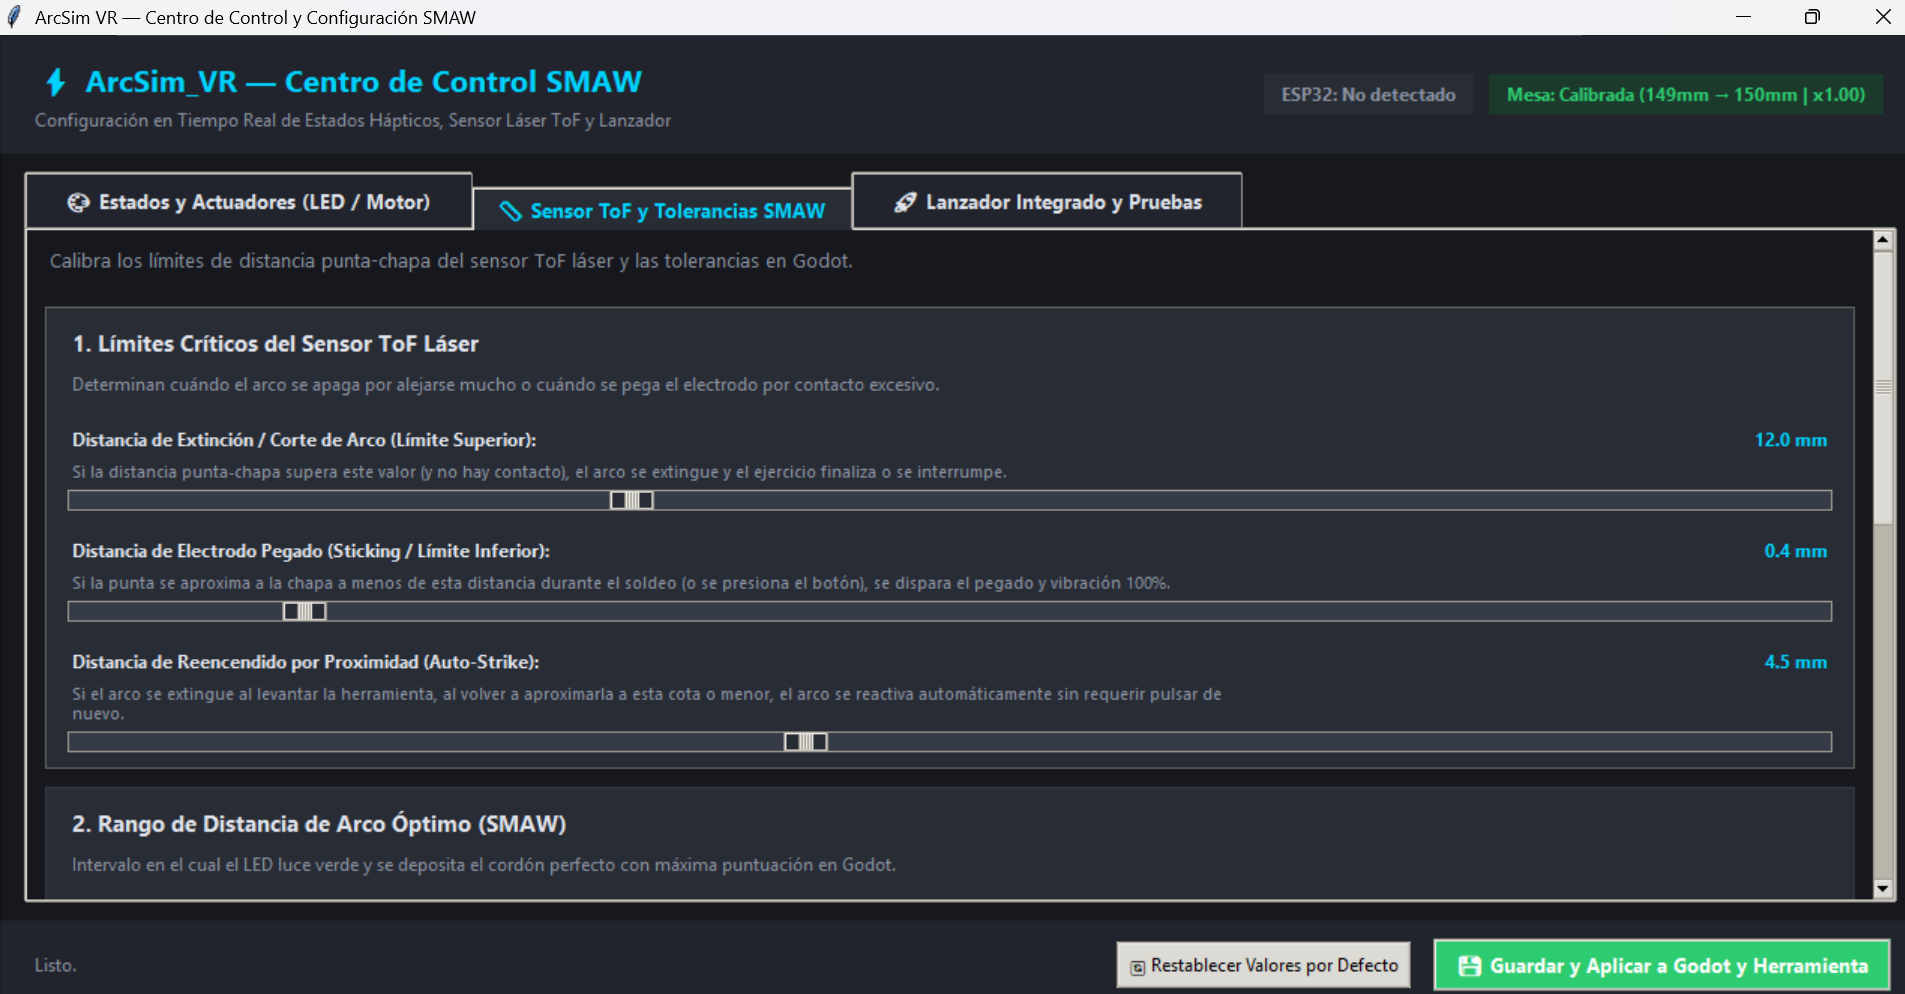 ArcSim VR — Centro de Control y Configuración SMAW
ArcSim_VR — Centro de Control SMAW
Configuración en Tiempo Real de Estados Hápticos, Sensor Láser ToF y Lanzador
ESP32: No detectado
Mesa: Calibrada (149mm → 150mm | x1.00)
Estados y Actuadores (LED / Motor)
Sensor ToF y Tolerancias SMAW
Lanzador Integrado y Pruebas
Calibra los límites de distancia punta-chapa del sensor ToF láser y las tolerancias en Godot.
1. Límites Críticos del Sensor ToF Láser
Determinan cuándo el arco se apaga por alejarse mucho o cuándo se pega el electrodo por contacto excesivo.
Distancia de Extinción / Corte de Arco (Límite Superior):
12.0 mm
Si la distancia punta-chapa supera este valor (y no hay contacto), el arco se extingue y el ejercicio finaliza o se interrumpe.
Distancia de Electrodo Pegado (Sticking / Límite Inferior):
0.4 mm
Si la punta se aproxima a la chapa a menos de esta distancia durante el soldeo (o se presiona el botón), se dispara el pegado y vibración 100%.
Distancia de Reencendido por Proximidad (Auto-Strike):
4.5 mm
Si el arco se extingue al levantar la herramienta, al volver a aproximarla a esta cota o menor, el arco se reactiva automáticamente sin requerir pulsar de
nuevo.
2. Rango de Distancia de Arco Óptimo (SMAW)
Intervalo en el cual el LED luce verde y se deposita el cordón perfecto con máxima puntuación en Godot.
Listo.
Restablecer Valores por Defecto
Guardar y Aplicar a Godot y Herramienta